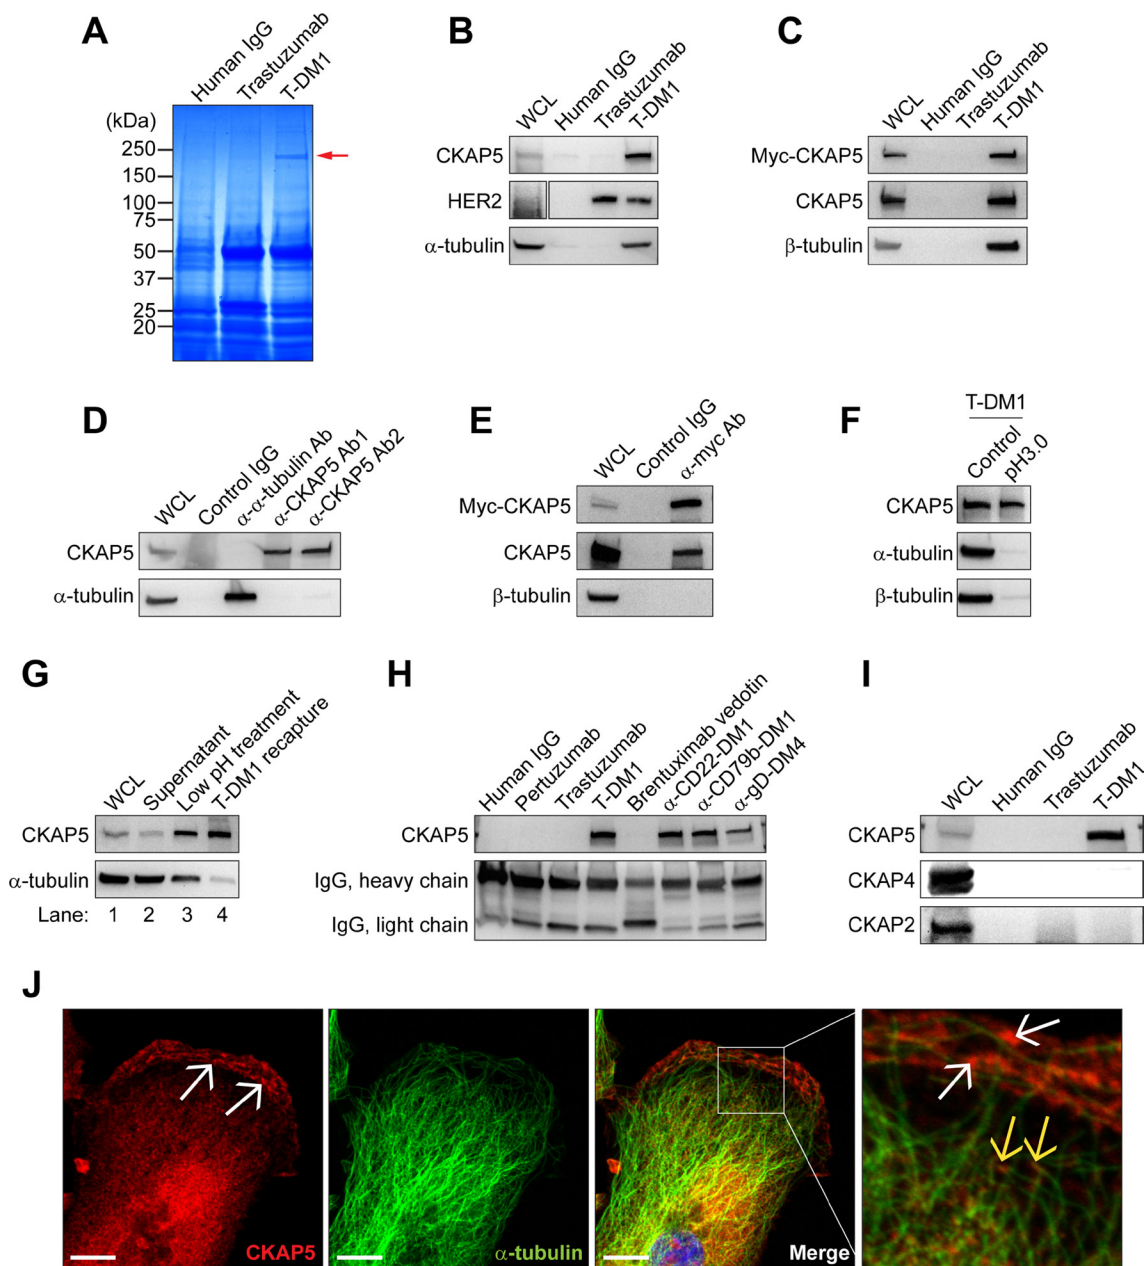 A
Human IgG
Trastuzumab
T-DM1
(kDa)
250
150
100
75
50
37
25
20
B
WCL
Human IgG
Trastuzumab
T-DM1
CKAP5
HER2
α-tubulin
C
WCL
Human IgG
Trastuzumab
T-DM1
Myc-CKAP5
CKAP5
β-tubulin
D
WCL
Control IgG
α-α-tubulin Ab
α-CKAP5 Ab1
α-CKAP5 Ab2
CKAP5
α-tubulin
E
WCL
Control IgG
α-myc Ab
Myc-CKAP5
CKAP5
β-tubulin
F
T-DM1
Control
pH3.0
CKAP5
α-tubulin
β-tubulin
G
WCL
Supernatant
Low pH treatment
T-DM1 recapture
CKAP5
α-tubulin
Lane: 1 2 3 4
H
Human IgG
Pertuzumab
Trastuzumab
T-DM1
Brentuximab vedotin
α-CD22-DM1
α-CD79b-DM1
α-gD-DM4
CKAP5
IgG, heavy chain
IgG, light chain
I
WCL
Human IgG
Trastuzumab
T-DM1
CKAP5
CKAP4
CKAP2
J
CKAP5
α-tubulin
Merge